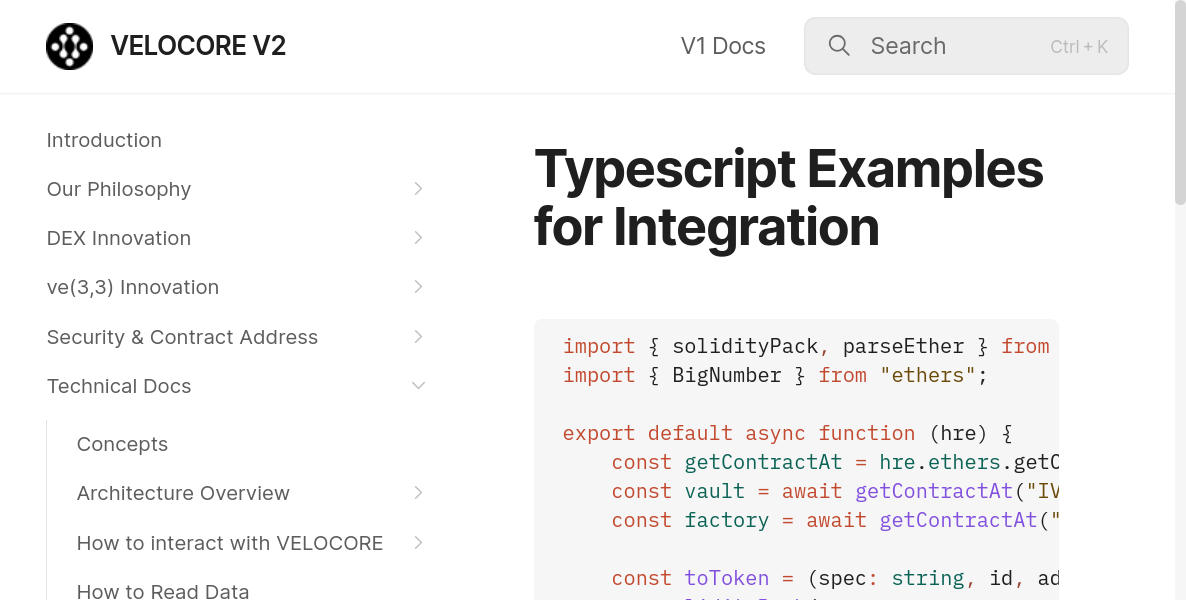 VELOCORE V2
V1 Docs
Search
Ctrl + K
Introduction
Our Philosophy
DEX Innovation
ve(3,3) Innovation
Security & Contract Address
Technical Docs
Concepts
Architecture Overview
How to interact with VELOCORE
How to Read Data
Typescript Examples
for Integration
import { solidityPack, parseEther } from
import { BigNumber } from "ethers";
export default async function (hre) {
const getContractAt = hre.ethers.getC
const vault = await getContractAt("IV
const factory = await getContractAt("
const toToken = (spec: string, id, ad